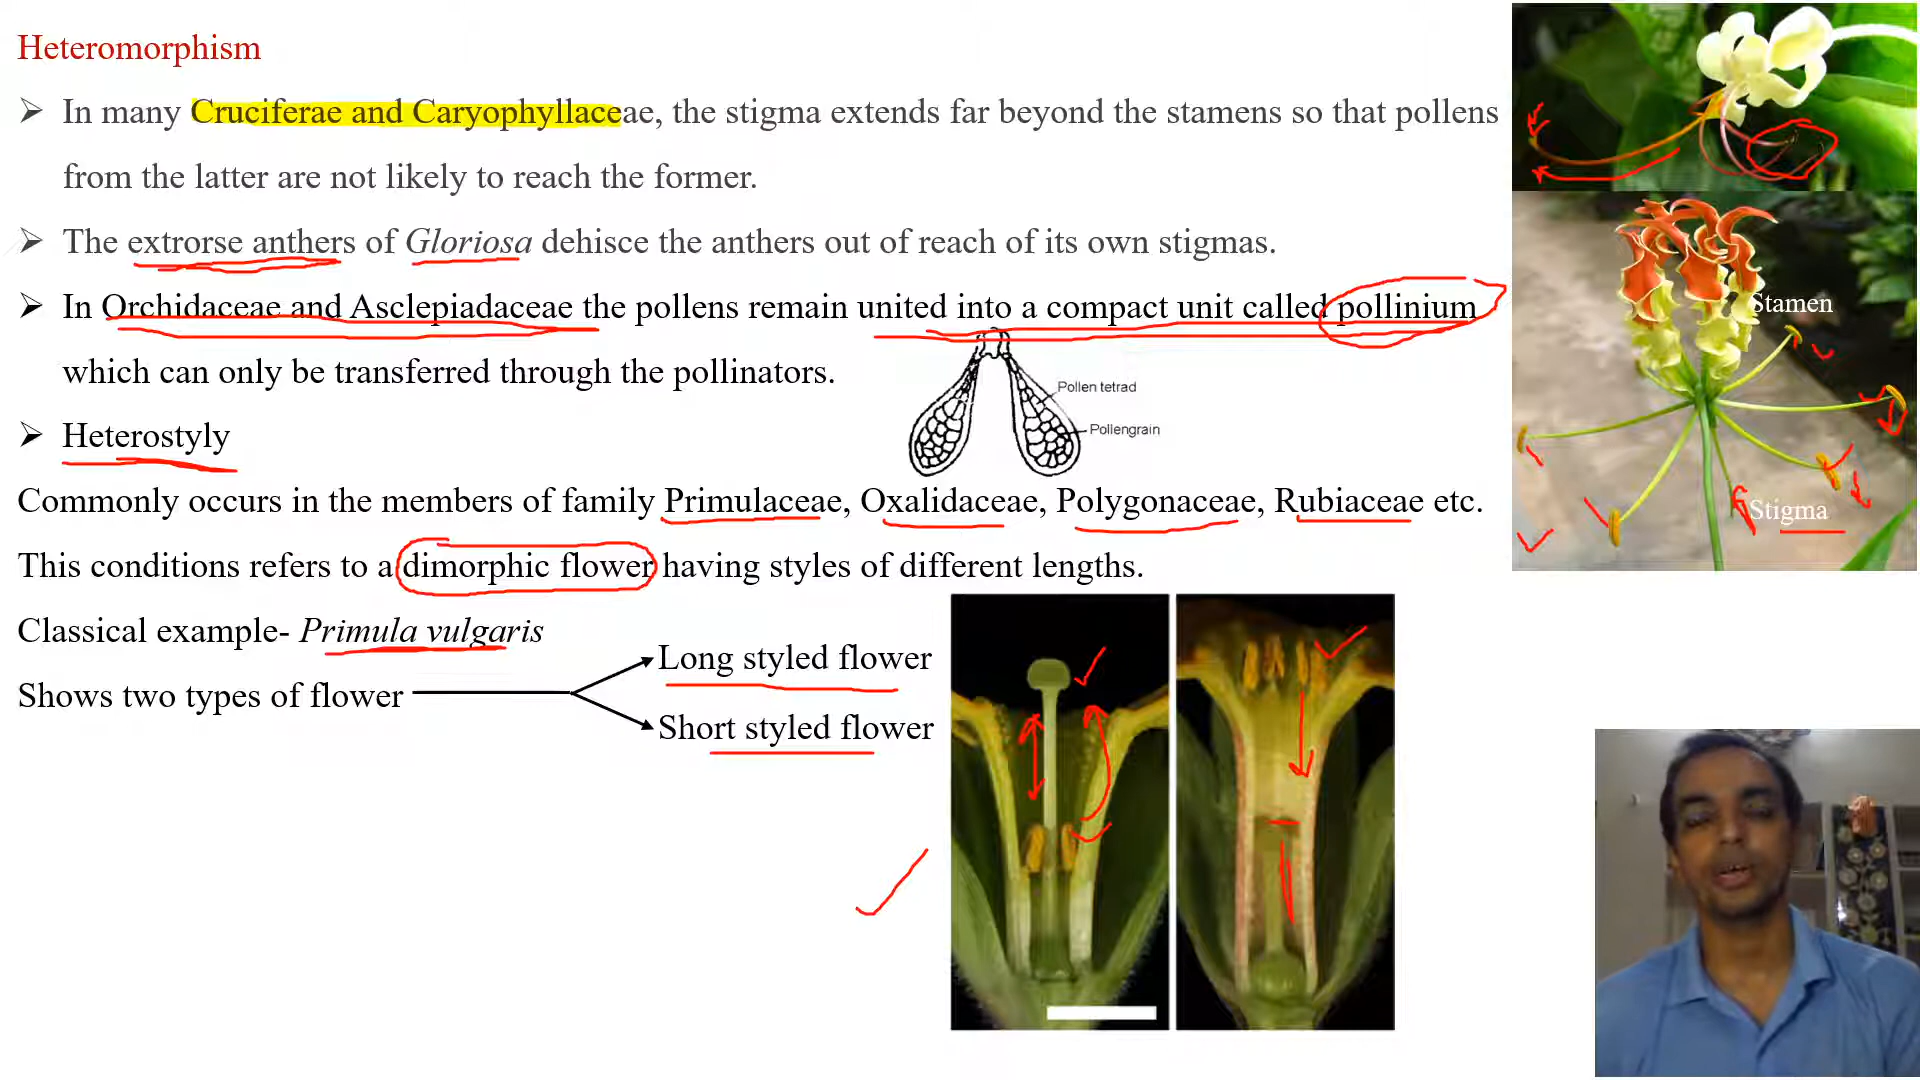 Heteromorphism
In many Cruciferae and Caryophyllaceae, the stigma extends far beyond the stamens so that pollens
from the latter are not likely to reach the former.
The extrorse anthers of Gloriosa dehisce the anthers out of reach of its own stigmas.
In Orchidaceae and Asclepiadaceae the pollens remain united into a compact unit called pollinium
which can only be transferred through the pollinators.
Pollen tetrad
Pollengrain
Stamen
Stigma
Heterostyly
Commonly occurs in the members of family Primulaceae, Oxalidaceae, Polygonaceae, Rubiaceae etc.
This conditions refers to a dimorphic flower having styles of different lengths.
Classical example- Primula vulgaris
Shows two types of flower
Long styled flower
Short styled flower